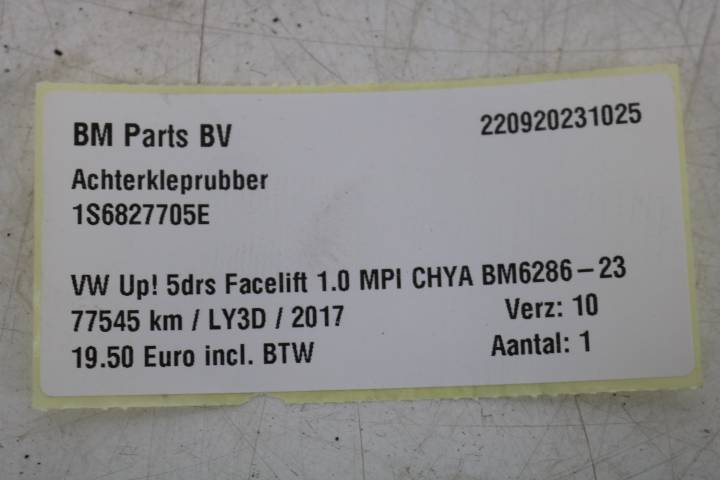 BM Parts BV 220920231025
Achterkleprubber
1S6827705E
VW Up! 5drs Facelift 1.0 MPI CHYA BM6286-23
77545 km / LY3D / 2017 Verz: 10
19.50 Euro incl. BTW Aantal: 1